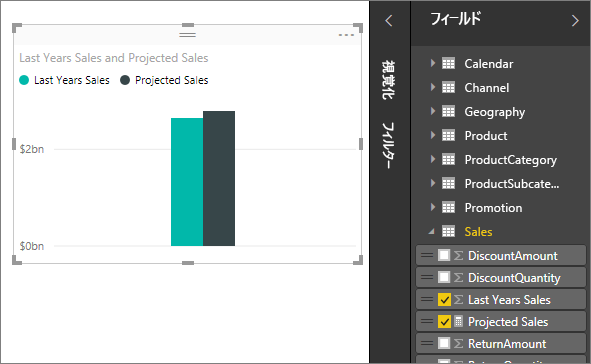 Last Years Sales and Projected Sales
Last Years Sales
Projected Sales
$2bn
$0bn
視覚化
フィルター
フィールド
Calendar
Channel
Geography
Product
ProductCategory
ProductSubcate...
Promotion
Sales
DiscountAmount
DiscountQuantity
Last Years Sales
Projected Sales
ReturnAmount